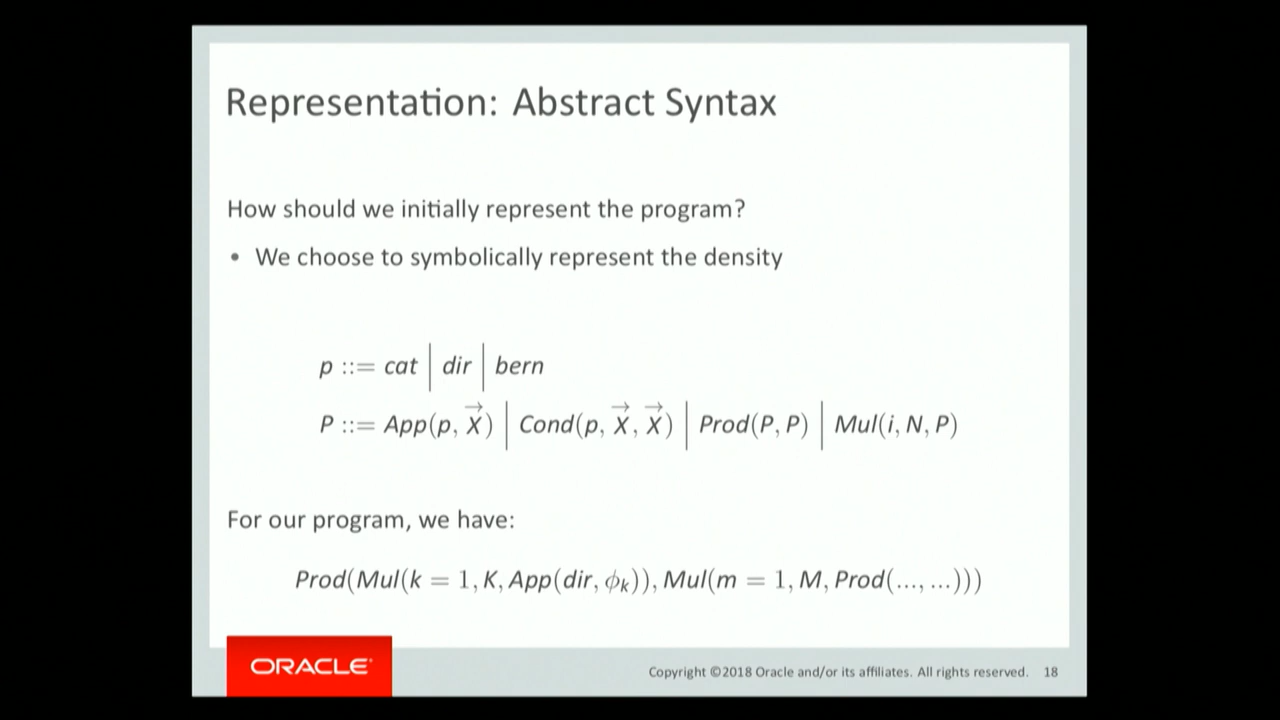 Representation: Abstract Syntax
How should we initially represent the program?
• We choose to symbolically represent the density
p ::= cat | dir | bern
P ::= App(p, X⃗) | Cond(p, X⃗, X⃗) | Prod(P, P) | Mul(i, N, P)
For our program, we have:
Prod(Mul(k = 1, K, App(dir, ϕₖ)), Mul(m = 1, M, Prod(..., ...)))
ORACLE
Copyright ©2018 Oracle and/or its affiliates. All rights reserved. 18